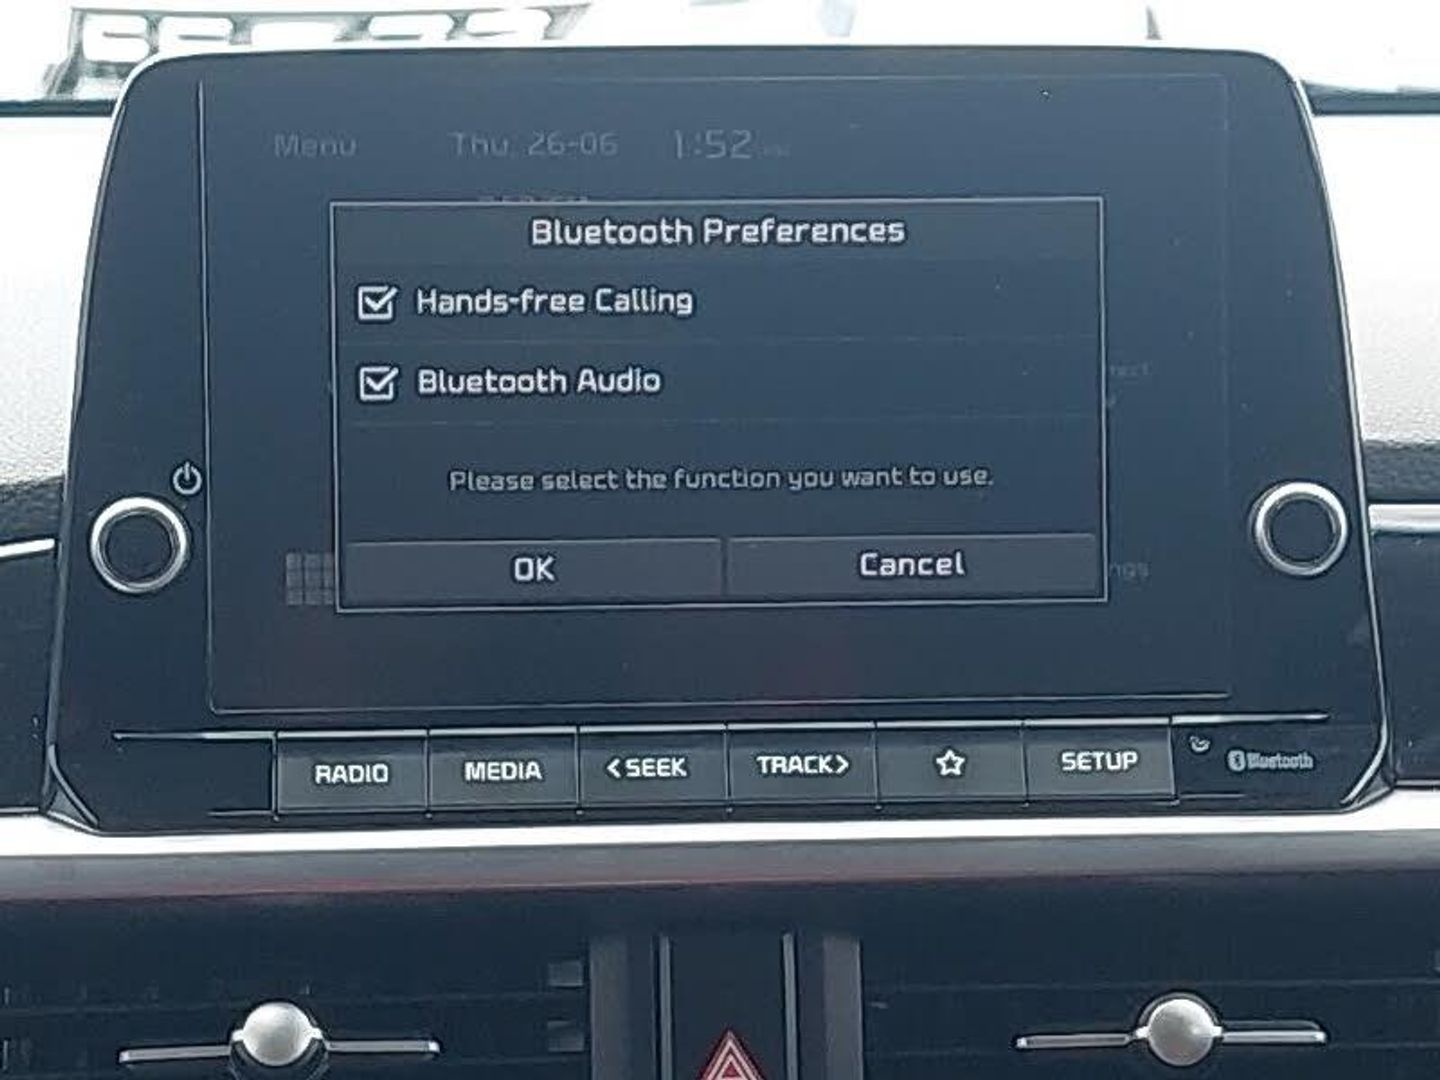 Menu Thu, 26-06 1:52
Bluetooth Preferences
Hands-free Calling
Bluetooth Audio
Please select the function you want to use.
OK Cancel
RADIO MEDIA <SEEK TRACK> SETUP Bluetooth